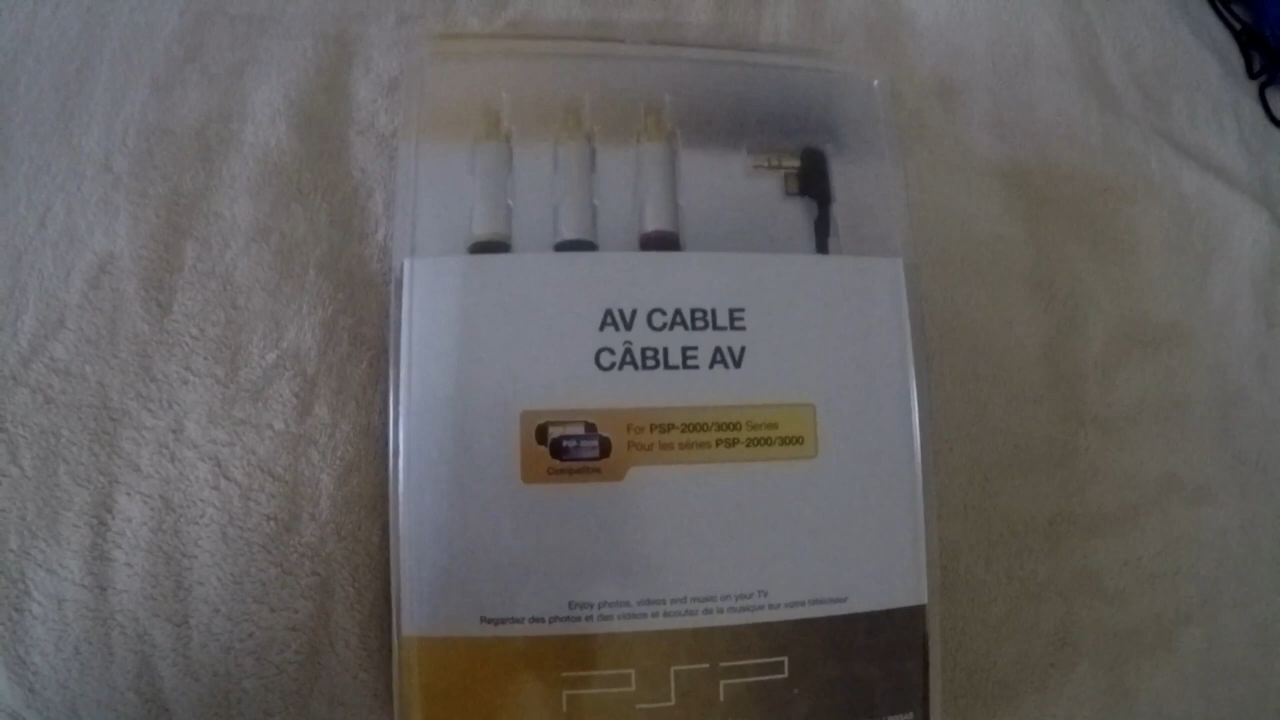 AV CABLE
CÂBLE AV
For PSP-2000/3000 Series
Pour les séries PSP-2000/3000
Compatible
Enjoy photos, videos and music on your TV
Regardez des photos et des vidéos et écoutez de la musique sur votre téléviseur
PSP